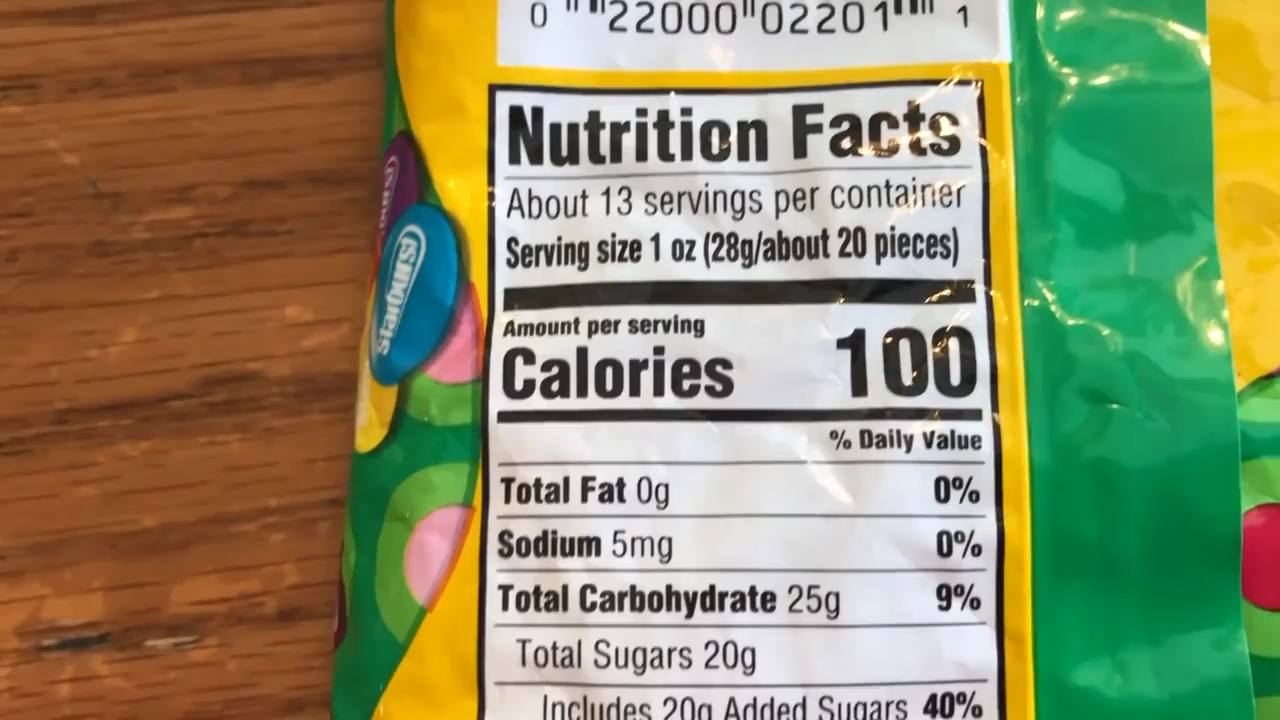 0 22000 02201 1
Nutrition Facts
About 13 servings per container
Serving size 1 oz (28g/about 20 pieces)
Amount per serving
Calories 100
% Daily Value
Total Fat 0g 0%
Sodium 5mg 0%
Total Carbohydrate 25g 9%
Total Sugars 20g
Includes 20g Added Sugars 40%
Starburst